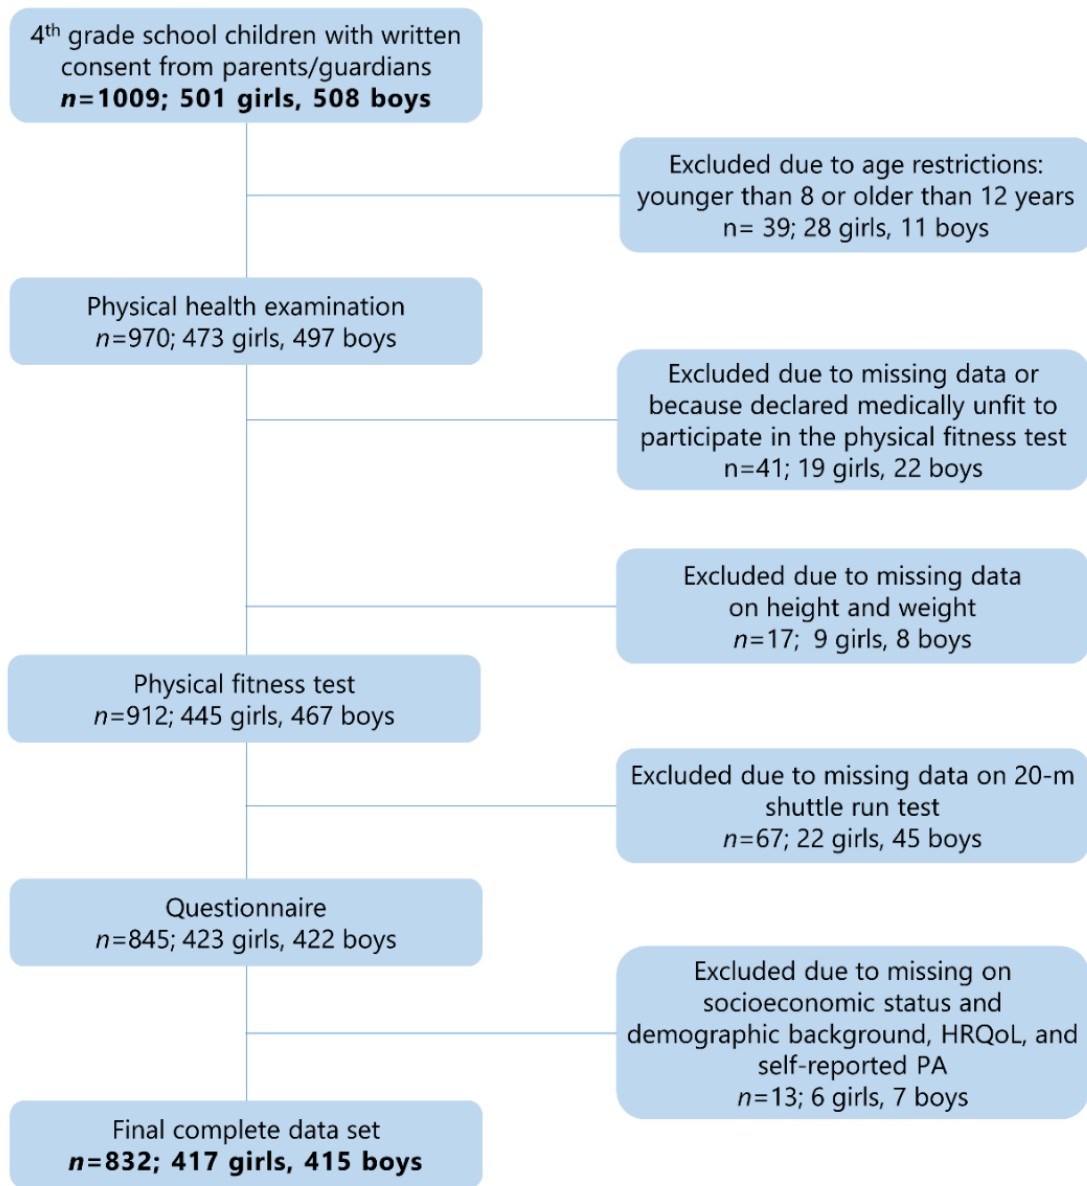 4th grade school children with written
consent from parents/guardians
n=1009; 501 girls, 508 boys
Excluded due to age restrictions:
younger than 8 or older than 12 years
n= 39; 28 girls, 11 boys
Physical health examination
n=970; 473 girls, 497 boys
Excluded due to missing data or
because declared medically unfit to
participate in the physical fitness test
n=41; 19 girls, 22 boys
Excluded due to missing data
on height and weight
n=17; 9 girls, 8 boys
Physical fitness test
n=912; 445 girls, 467 boys
Excluded due to missing data on 20-m
shuttle run test
n=67; 22 girls, 45 boys
Questionnaire
n=845; 423 girls, 422 boys
Excluded due to missing on
socioeconomic status and
demographic background, HRQoL, and
self-reported PA
n=13; 6 girls, 7 boys
Final complete data set
n=832; 417 girls, 415 boys